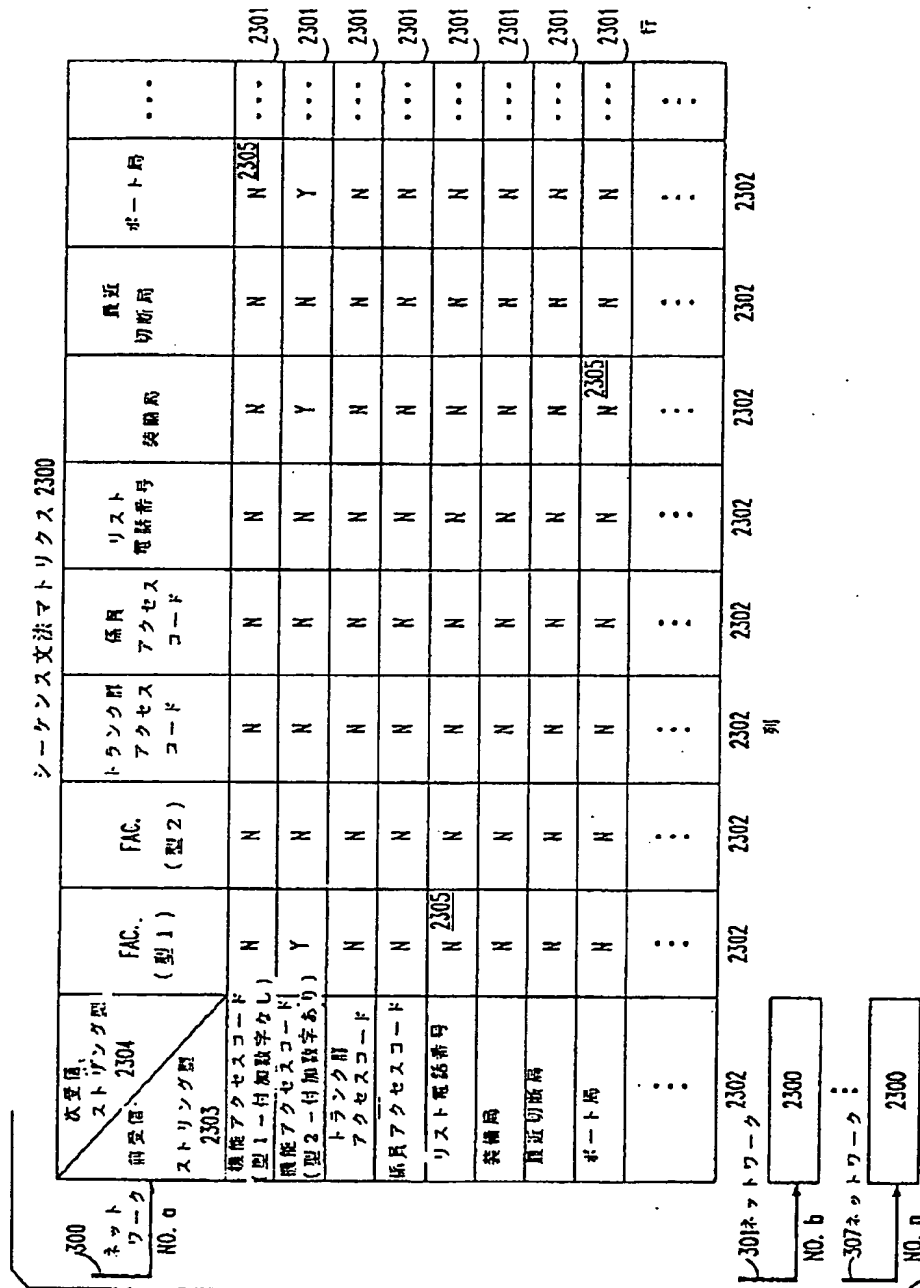 シーケンス文法マトリクス 2300
次受信
ストリング型
2304
前受信
ストリング型
2303
FAC.
(型1)
FAC.
(型2)
トランク群
アクセス
コード
係員
アクセス
コード
リスト
電話番号
装備局
最近
切断局
ポート局
...
機能アクセスコード
(型1-付加数字なし)
N N N N N N N N 2305 ... 2301
機能アクセスコード
(型2-付加数字あり)
Y N N N N Y N Y ... 2301
トランク群
アクセスコード
N N N N N N N N ... 2301
係員アクセスコード
N N N N N N N N ... 2301
リスト電話番号
N 2305 N N N N N N N ... 2301
装備局
N N N N N N N N ... 2301
最近切断局
N N N N N N N N ... 2301
ポート局
N N N N N N 2305 N N ... 2301
行
... ... ... ... ... ... ... ... ... ...
2302 2302 2302 2302 2302 2302 2302 2302 2302
列
300
ネット
ワーク
NO. a
301 ネットワーク
NO. b
2300
...
307 ネットワーク
NO. n
2300